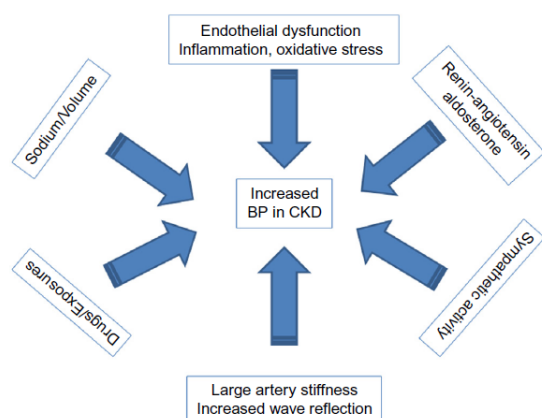 Endothelial dysfunction
Inflammation, oxidative stress
Sodium/Volume
Renin-angiotensin
aldosterone
Increased
BP in CKD
Drugs/Exposures
Sympathetic activity
Large artery stiffness
Increased wave reflection